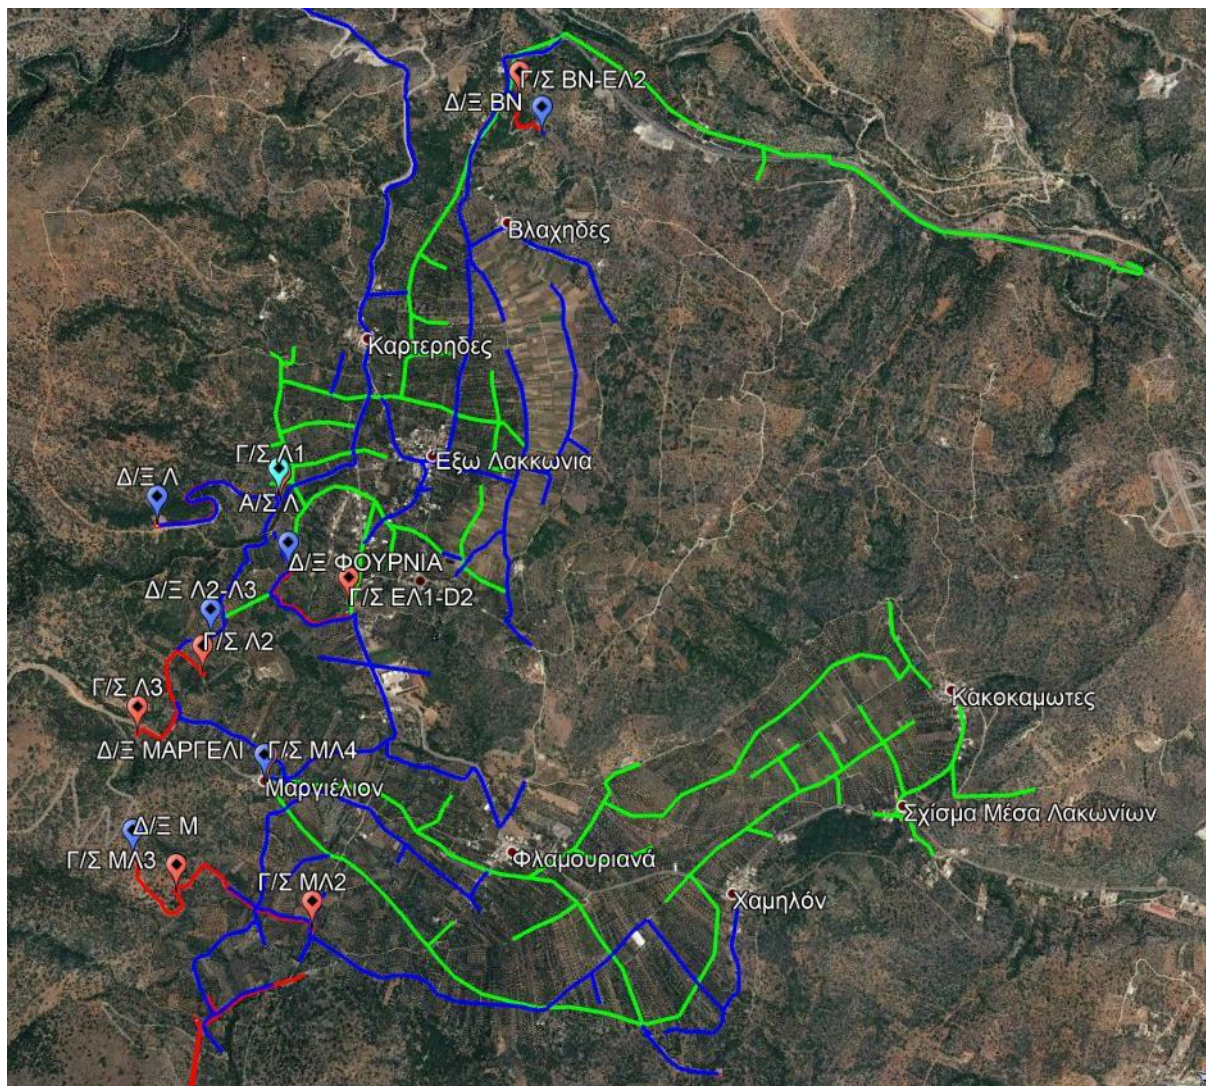 Γ/Σ ΒΝ-ΕΛ2
Δ/Ξ ΒΝ
Βλαχηδες
Καρτερηδες
Γ/Σ Λ1
Εξω Λακκωνια
Δ/Ξ Λ
Α/Σ Λ
Δ/Ξ ΦΟΥΡΝΙΑ
Γ/Σ ΕΛ1-D2
Δ/Ξ Λ2-Λ3
Γ/Σ Λ2
Γ/Σ Λ3
Κακοκαμωτες
Δ/Ξ ΜΑΡΓΕΛΙ
Γ/Σ ΜΛ4
Μαργιέλιον
Σχίσμα Μέσα Λακωνίων
Δ/Ξ Μ
Γ/Σ ΜΛ3
Φλαμουριανά
Γ/Σ ΜΛ2
Χαμηλόν